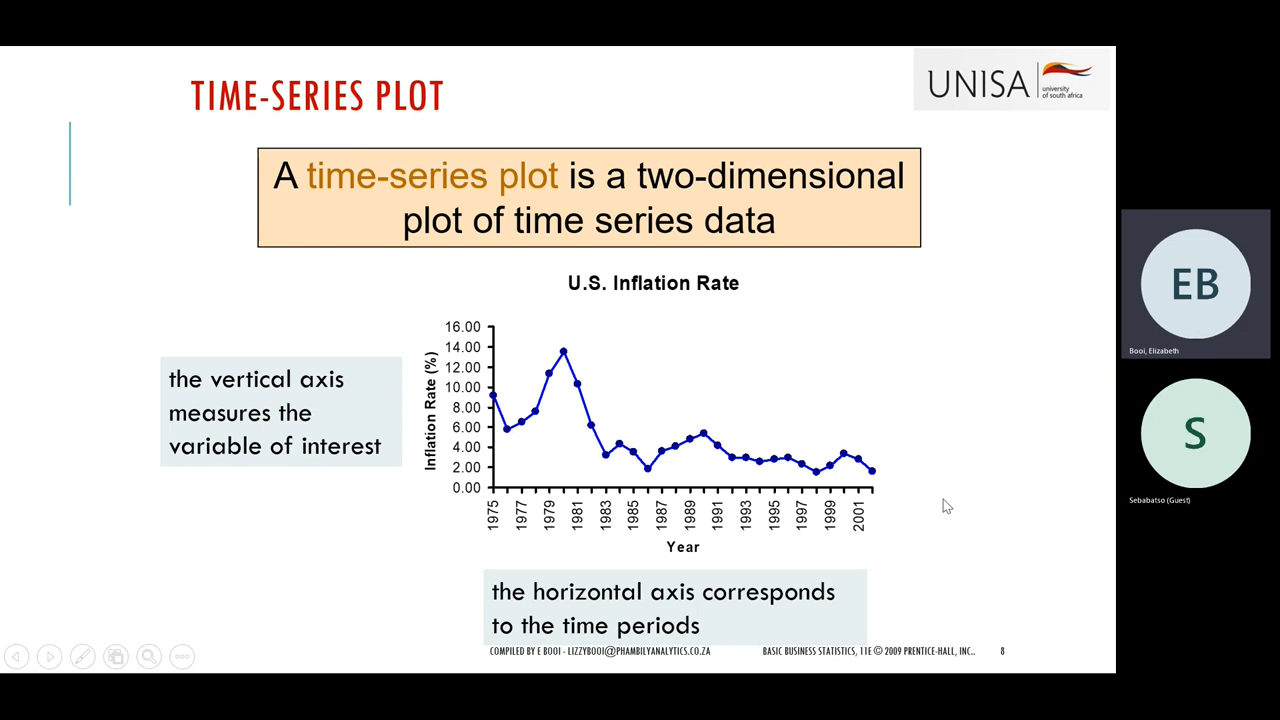 TIME-SERIES PLOT
UNISA
university
of south africa
A time-series plot is a two-dimensional
plot of time series data
U.S. Inflation Rate
the vertical axis
measures the
variable of interest
Inflation Rate (%)
16.00
14.00
12.00
10.00
8.00
6.00
4.00
2.00
0.00
1975
1977
1979
1981
1983
1985
1987
1989
1991
1993
1995
1997
1999
2001
Year
the horizontal axis corresponds
to the time periods
COMPILED BY E BOOI - LIZZYBOOI@PHAMBILYANALYTICS.CO.ZA
BASIC BUSINESS STATISTICS, 11E © 2009 PRENTICE-HALL, INC..
8
EB
Booi, Elizabeth
S
Sebabatso (Guest)